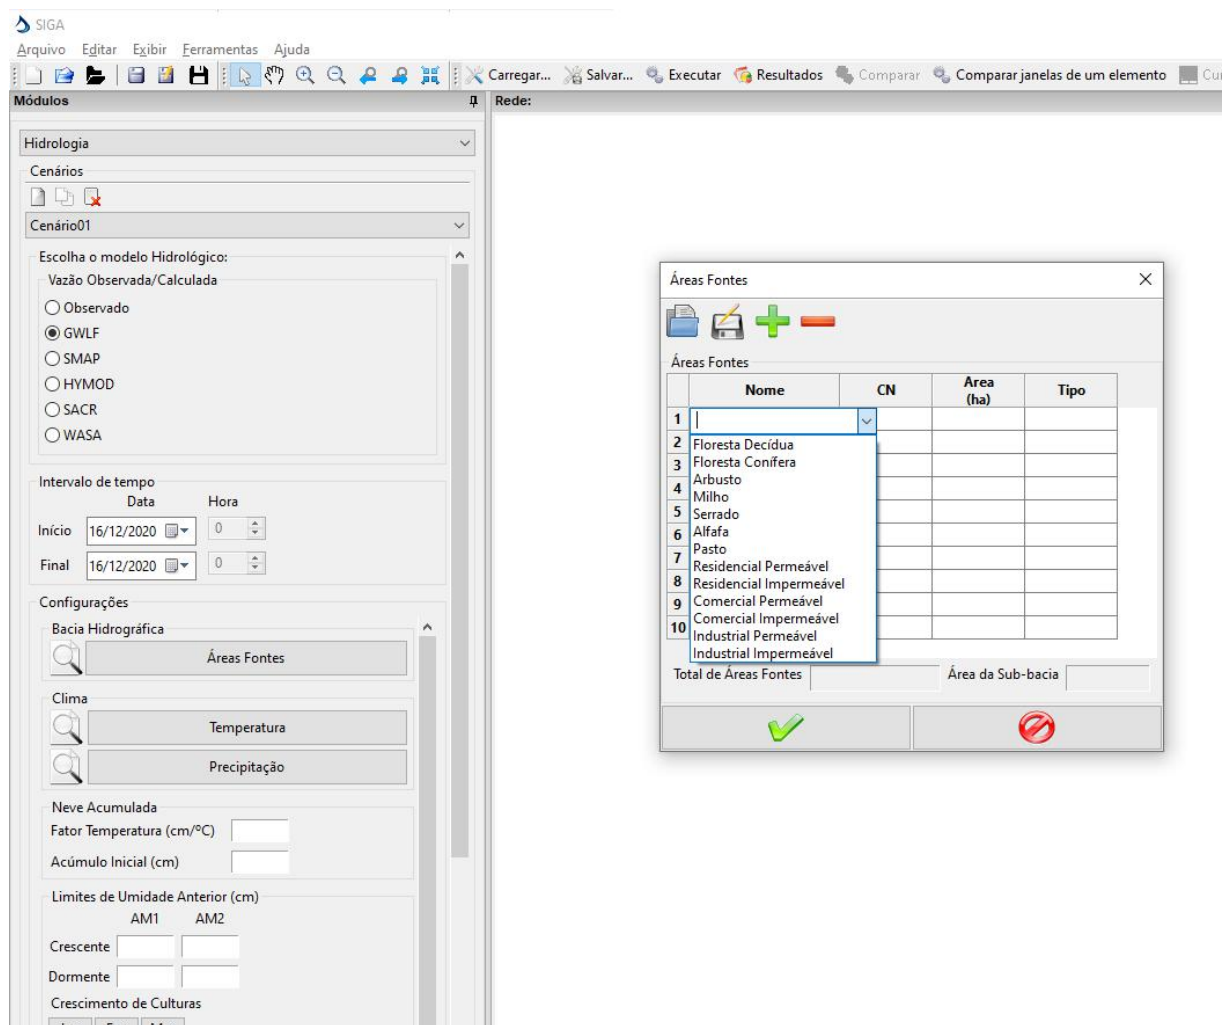 SIGA
Arquivo Editar Exibir Ferramentas Ajuda
Carregar... Salvar... Executar Resultados Comparar Comparar janelas de um elemento
Módulos
Rede:
Hidrologia
Cenários
Cenário01
Escolha o modelo Hidrológico:
Vazão Observada/Calculada
Observado
GWLF
SMAP
HYMOD
SACR
WASA
Intervalo de tempo
Data Hora
Início 16/12/2020 0
Final 16/12/2020 0
Configurações
Bacia Hidrográfica
Áreas Fontes
Clima
Temperatura
Precipitação
Neve Acumulada
Fator Temperatura (cm/ºC)
Acúmulo Inicial (cm)
Limites de Umidade Anterior (cm)
AM1 AM2
Crescente
Dormente
Crescimento de Culturas
Áreas Fontes
Áreas Fontes
Nome CN Area (ha) Tipo
1
2
3
4
5
6
7
8
9
10
Floresta Decídua
Floresta Conífera
Arbusto
Milho
Serrado
Alfafa
Pasto
Residencial Permeável
Residencial Impermeável
Comercial Permeável
Comercial Impermeável
Industrial Permeável
Industrial Impermeável
Total de Áreas Fontes Área da Sub-bacia